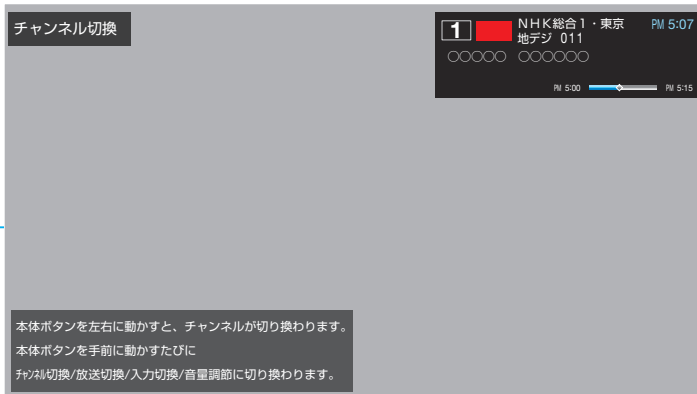 チャンネル切換
1
NHK総合1・東京
PM 5:07
地デジ 011
○○○○○ ○○○○○○
PM 5:00
PM 5:15
本体ボタンを左右に動かすと、チャンネルが切り換わります。
本体ボタンを手前に動かすたびに
ﾁｬﾝﾈﾙ切換/放送切換/入力切換/音量調節に切り換わります。